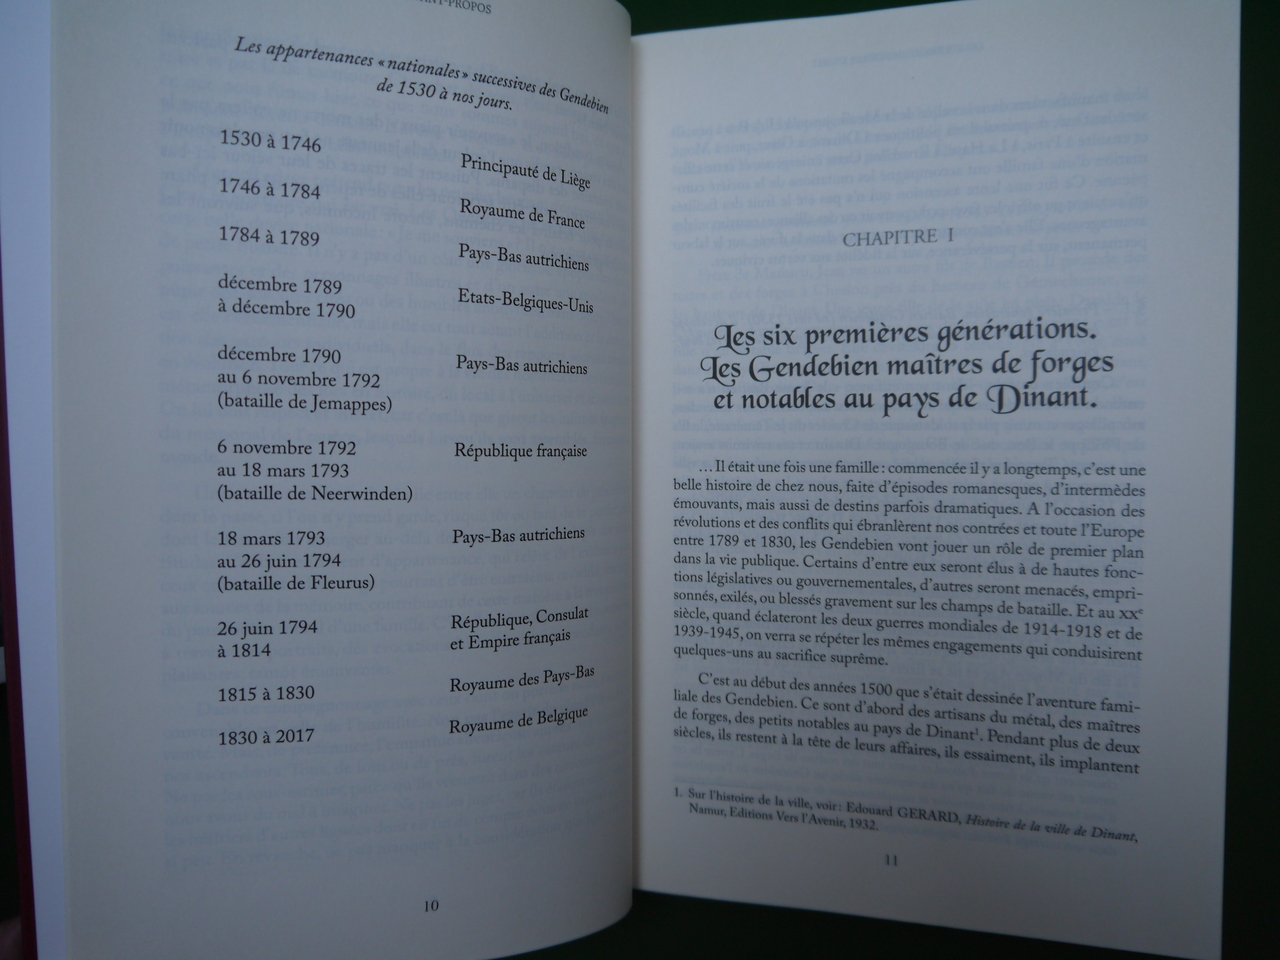 ANT-PROPOS
Les appartenances «nationales» successives des Gendebien
de 1530 à nos jours.
1530 à 1746 Principauté de Liège
1746 à 1784 Royaume de France
1784 à 1789 Pays-Bas autrichiens
décembre 1789 Etats-Belgiques-Unis
à décembre 1790
décembre 1790 Pays-Bas autrichiens
au 6 novembre 1792
(bataille de Jemappes)
6 novembre 1792 République française
au 18 mars 1793
(bataille de Neerwinden)
18 mars 1793 Pays-Bas autrichiens
au 26 juin 1794
(bataille de Fleurus)
26 juin 1794 République, Consulat
à 1814 et Empire français
1815 à 1830 Royaume des Pays-Bas
1830 à 2017 Royaume de Belgique
10
CHAPITRE I
Les six premières générations.
Les Gendebien maîtres de forges
et notables au pays de Dinant.
…Il était une fois une famille : commencée il y a longtemps, c'est une
belle histoire de chez nous, faite d'épisodes romanesques, d'intermèdes
émouvants, mais aussi de destins parfois dramatiques. A l'occasion des
révolutions et des conflits qui ébranlèrent nos contrées et toute l'Europe
entre 1789 et 1830, les Gendebien vont jouer un rôle de premier plan
dans la vie publique. Certains d'entre eux seront élus à de hautes fonc-
tions législatives ou gouvernementales, d'autres seront menacés, empri-
sonnés, exilés, ou blessés gravement sur les champs de bataille. Et au XXe
siècle, quand éclateront les deux guerres mondiales de 1914-1918 et de
1939-1945, on verra se répéter les mêmes engagements qui conduisirent
quelques-uns au sacrifice suprême.
C'est au début des années 1500 que s'était dessinée l'aventure fami-
liale des Gendebien. Ce sont d'abord des artisans du métal, des maîtres
de forges, des petits notables au pays de Dinant1. Pendant plus de deux
siècles, ils restent à la tête de leurs affaires, ils essaiment, ils implantent
1. Sur l'histoire de la ville, voir : Edouard GERARD, Histoire de la ville de Dinant,
Namur, Editions Vers l'Avenir, 1932.
11